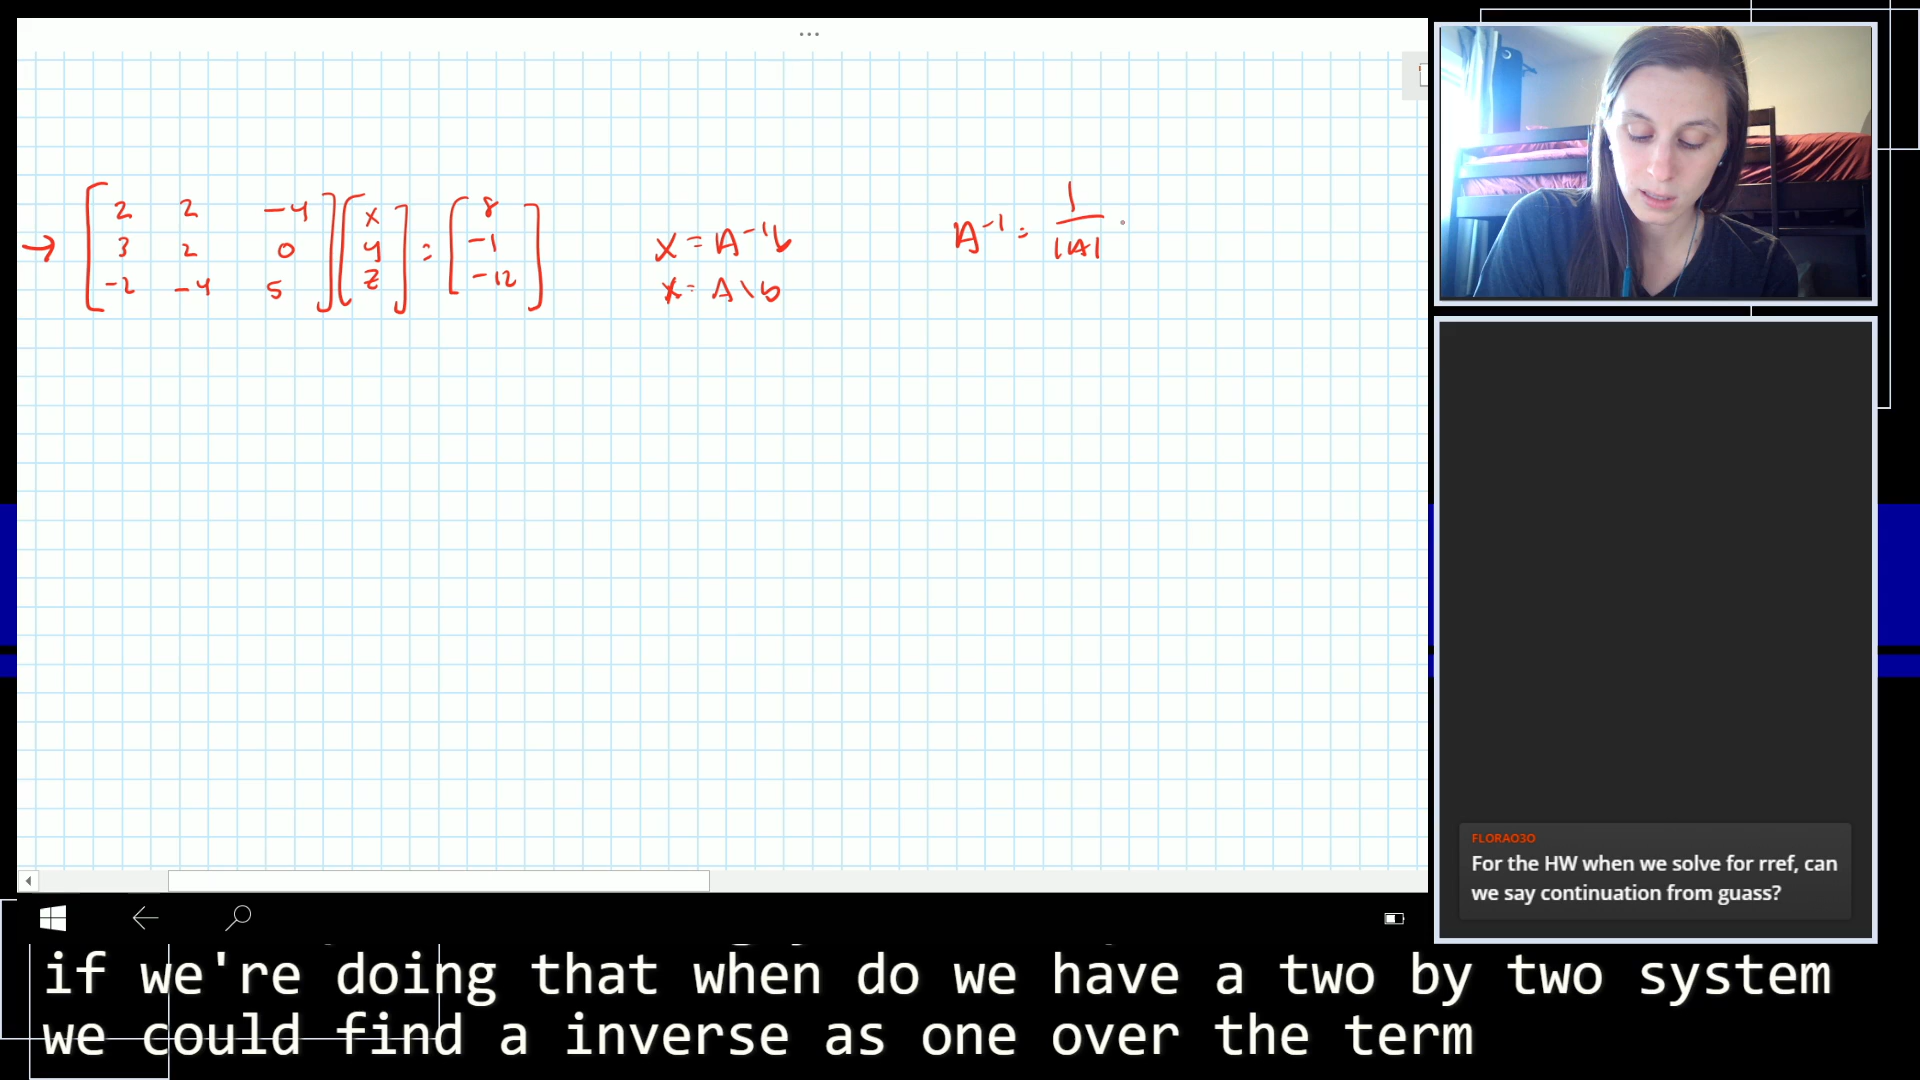 → [2 2 -4] [x] = [8]
[3 2 0] [y] [-1]
[-2 -4 5] [z] [-12]
x = A⁻¹b
x = A\b
A⁻¹ = 1/|A|
FLORAO3O
For the HW when we solve for rref, can
we say continuation from guass?
if we're doing that when do we have a two by two system
we could find a inverse as one over the term